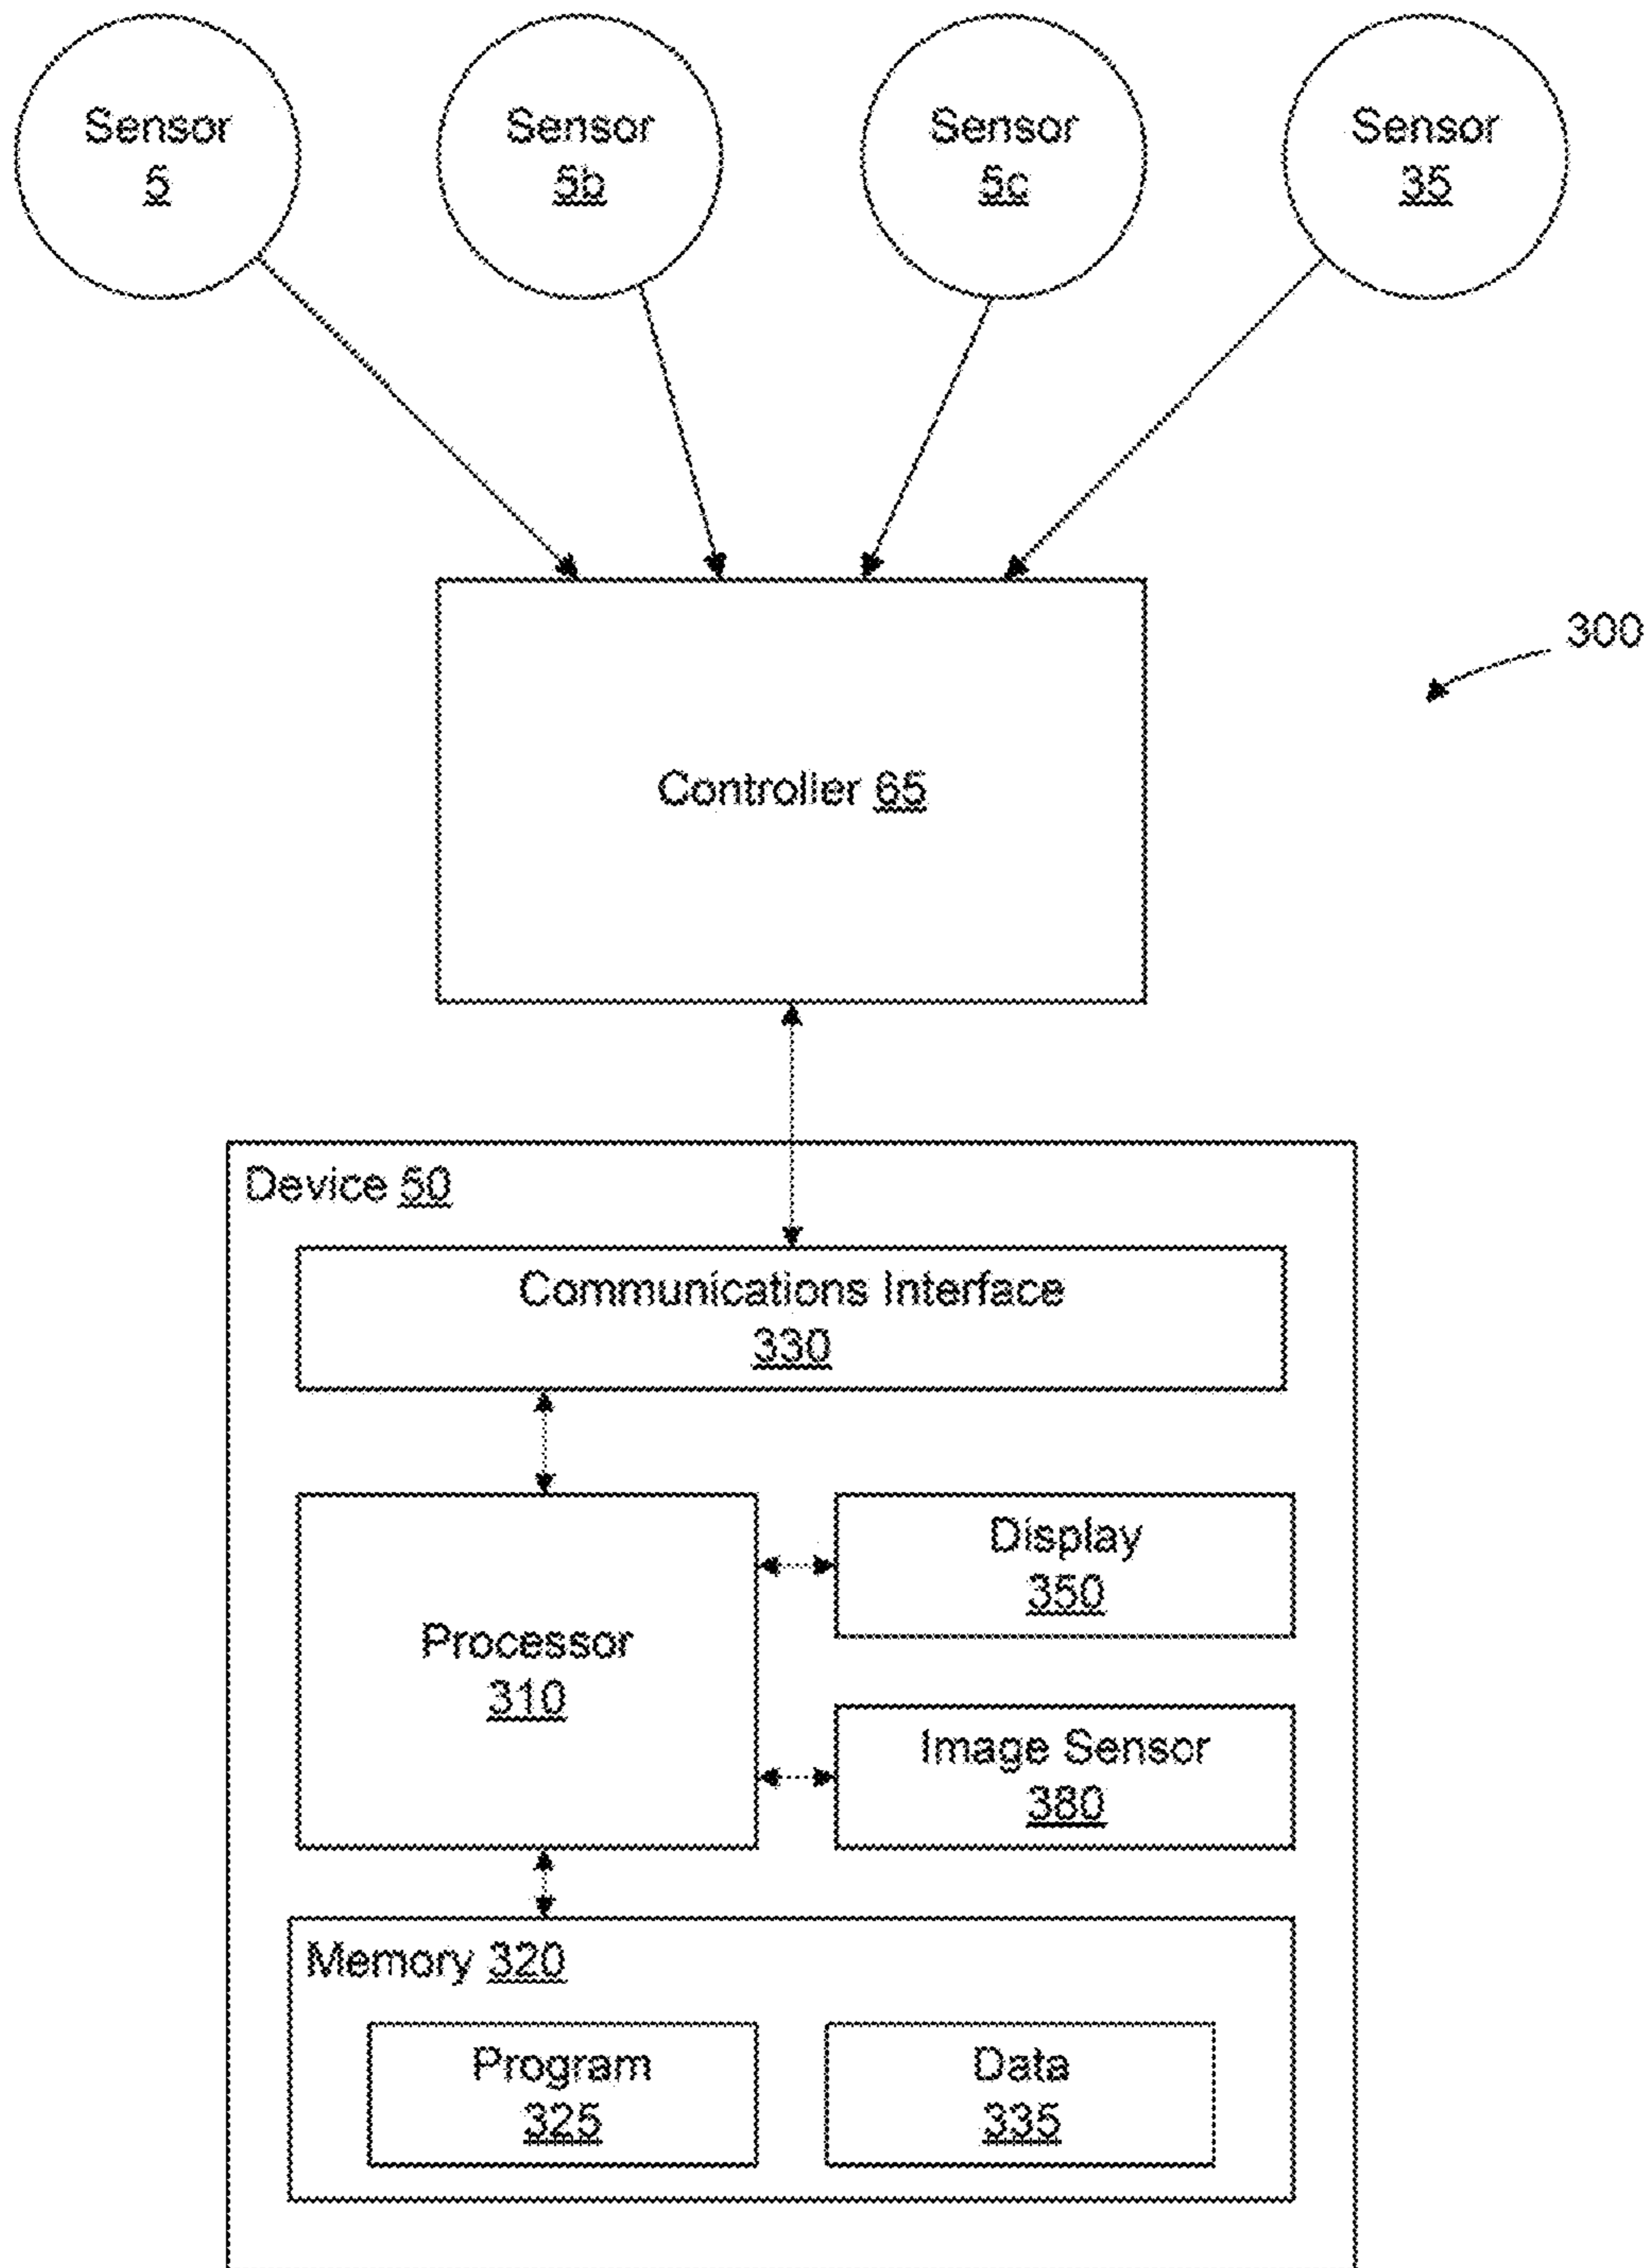 Sensor
5
Sensor
5b
Sensor
5c
Sensor
35
300
Controller 65
Device 50
Communications Interface
330
Processor
310
Display
350
Image Sensor
380
Memory 320
Program
325
Data
335